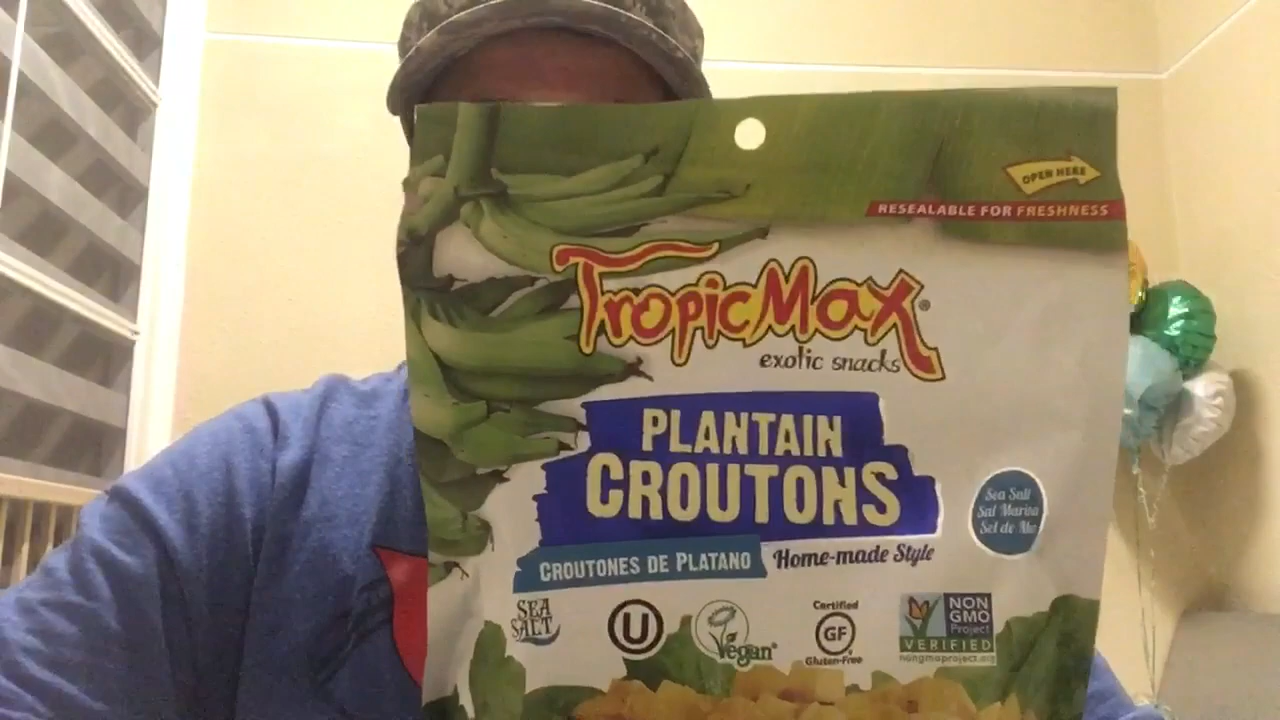 OPEN HERE
RESEALABLE FOR FRESHNESS
TropicMax®
exotic snacks
PLANTAIN
CROUTONS
Sea Salt
Sal Marina
Sel de Mer
CROUTONES DE PLATANO
Home-made Style
SEA
SALT
U
Vegan
Certified
GF
Gluten-Free
NON
GMO
Project
VERIFIED
nongmoproject.org